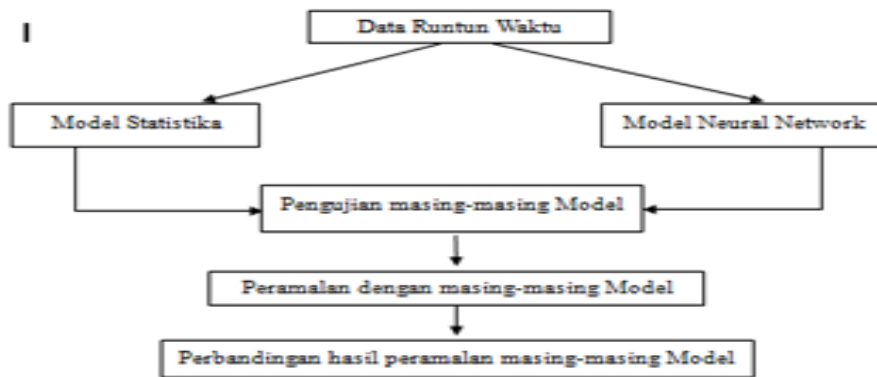 Data Runtun Waktu
Model Statistika
Model Neural Network
Pengujian masing-masing Model
Peramalan dengan masing-masing Model
Perbandingan hasil peramalan masing-masing Model